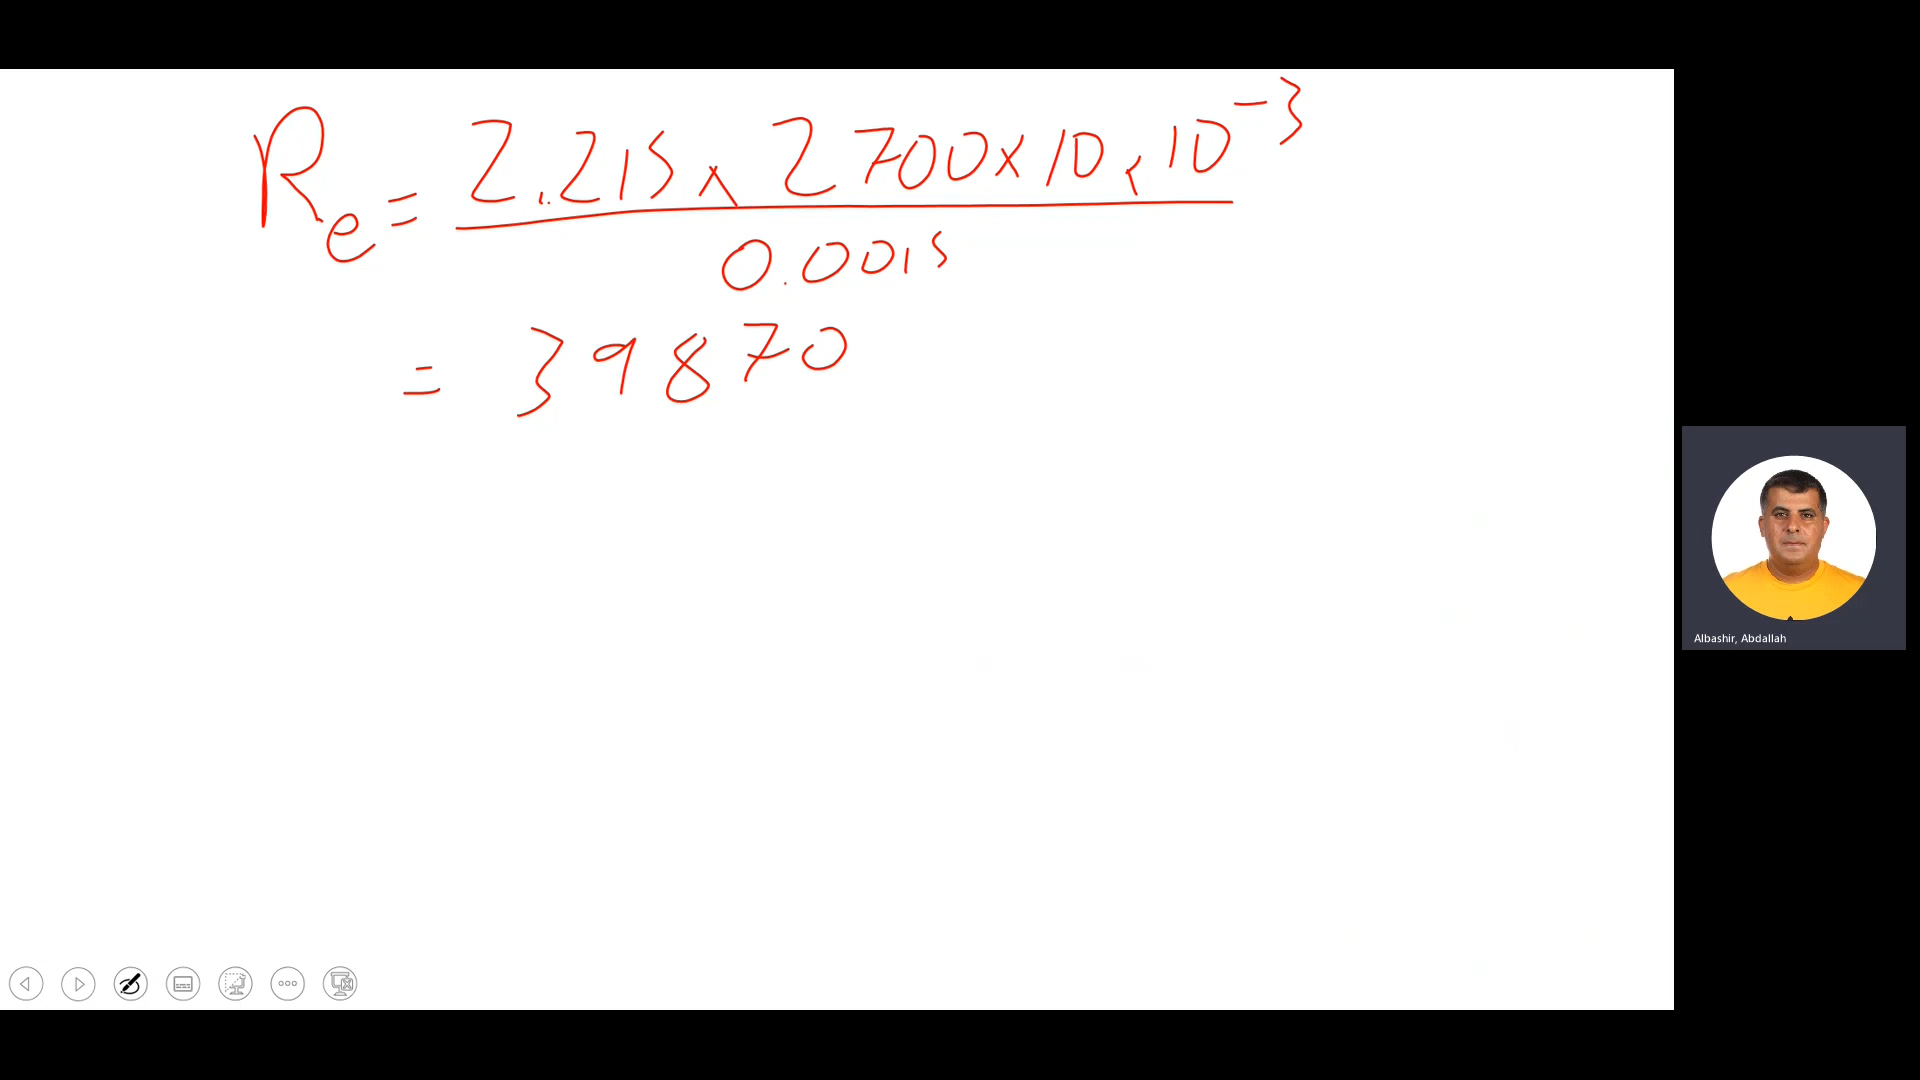 Re = 2.215 x 2700 x 10 x 10^-3
0.0015
= 39870
Albashir, Abdallah